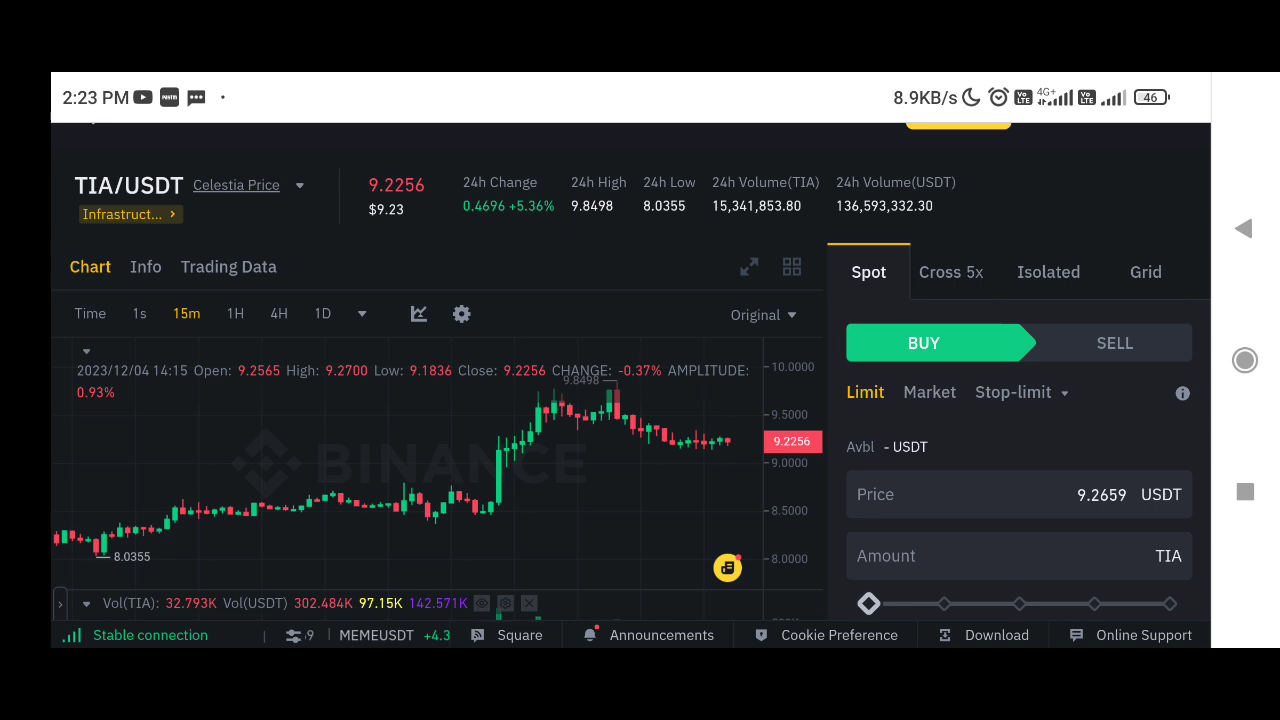 2:23 PM
8.9KB/s Vo LTE 4G+ Vo LTE 46
TIA/USDT Celestia Price
Infrastruct...
9.2256
$9.23
24h Change 24h High 24h Low 24h Volume(TIA) 24h Volume(USDT)
0.4696 +5.36% 9.8498 8.0355 15,341,853.80 136,593,332.30
Chart Info Trading Data
Spot Cross 5x Isolated Grid
Time 1s 15m 1H 4H 1D
Original
BUY SELL
2023/12/04 14:15 Open: 9.2565 High: 9.2700 Low: 9.1836 Close: 9.2256 CHANGE: -0.37% AMPLITUDE:
0.93%
9.8498
10.0000
9.5000
9.2256
9.0000
8.5000
8.0000
BINANCE
8.0355
Limit Market Stop-limit
Avbl - USDT
Price 9.2659 USDT
Amount TIA
Vol(TIA): 32.793K Vol(USDT) 302.484K 97.15K 142.571K
Stable connection
9 MEMEUSDT +4.3 Square Announcements Cookie Preference Download Online Support